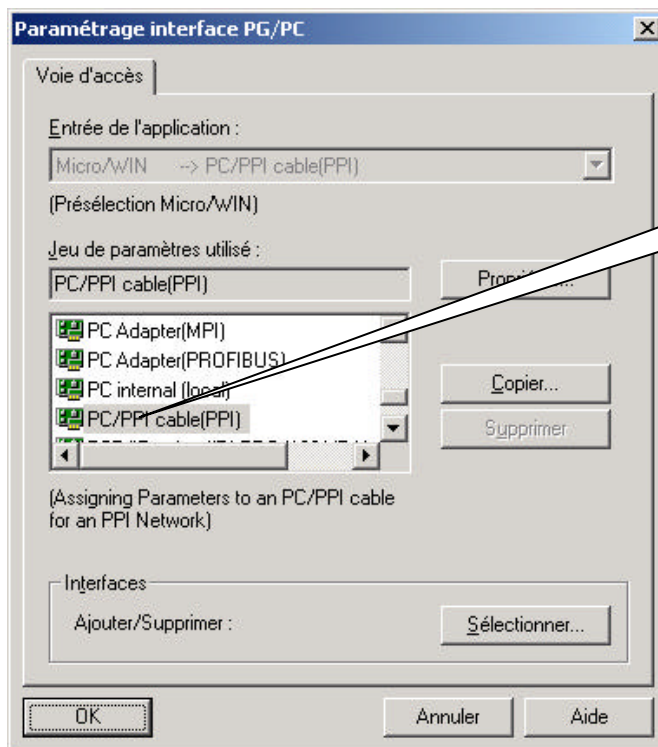 Paramétrage interface PG/PC
Voie d'accès
Entrée de l'application :
Micro/WIN --> PC/PPI cable(PPI)
(Présélection Micro/WIN)
Jeu de paramètres utilisé :
PC/PPI cable(PPI)
PC Adapter(MPI)
PC Adapter(PROFIBUS)
PC internal (local)
PC/PPI cable(PPI)
Copier...
Supprimer
(Assigning Parameters to an PC/PPI cable
for an PPI Network)
Interfaces
Ajouter/Supprimer :
Sélectionner...
OK
Annuler
Aide